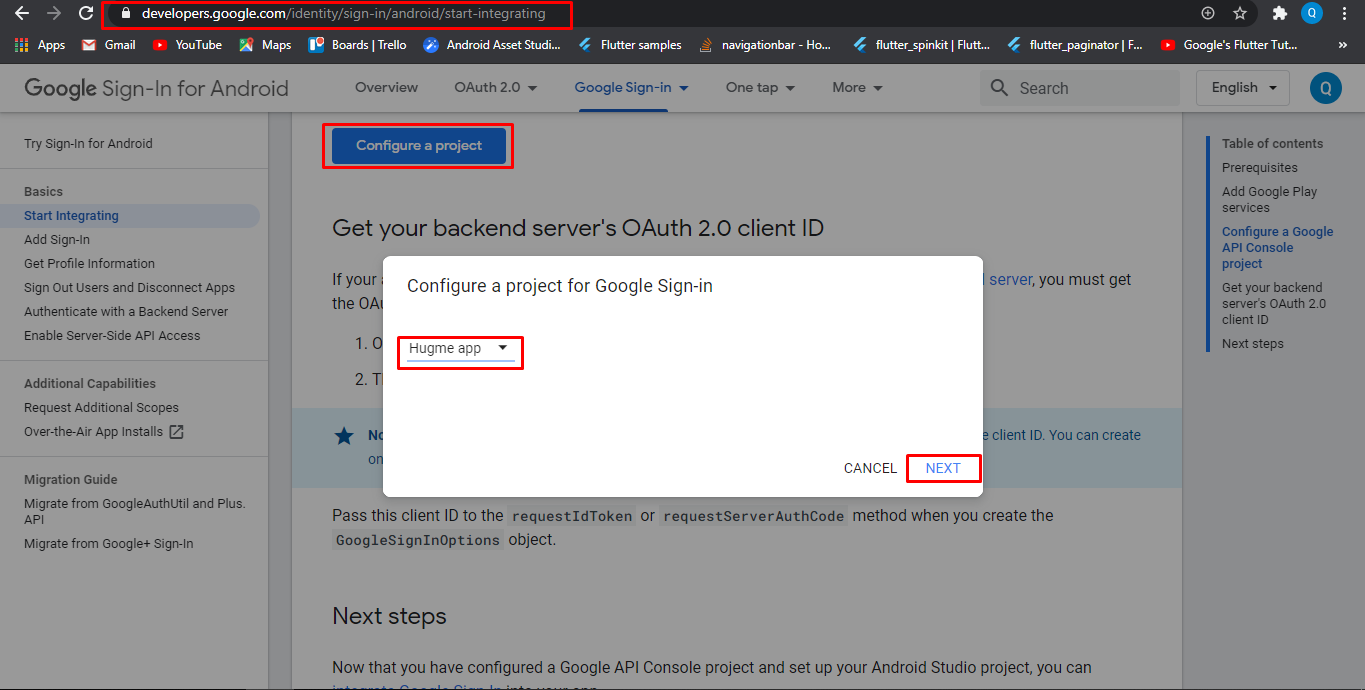 developers.google.com/identity/sign-in/android/start-integrating
Q
Apps
Gmail
YouTube
Maps
Boards | Trello
Android Asset Studi...
Flutter samples
navigationbar - Ho...
flutter_spinkit | Flutt...
flutter_paginator | F...
Google's Flutter Tut...
»
Google Sign-In for Android
Overview
OAuth 2.0
Google Sign-in
One tap
More
Search
English
Q
Try Sign-In for Android
Basics
Start Integrating
Add Sign-In
Get Profile Information
Sign Out Users and Disconnect Apps
Authenticate with a Backend Server
Enable Server-Side API Access
Additional Capabilities
Request Additional Scopes
Over-the-Air App Installs
Migration Guide
Migrate from GoogleAuthUtil and Plus.
API
Migrate from Google+ Sign-In
Configure a project
Get your backend server's OAuth 2.0 client ID
If your
server, you must get
the OAu
1. O
2. Th
No
e client ID. You can create
on
Configure a project for Google Sign-in
Hugme app
CANCEL
NEXT
Pass this client ID to the requestIdToken or requestServerAuthCode method when you create the
GoogleSignInOptions object.
Next steps
Now that you have configured a Google API Console project and set up your Android Studio project, you can
integrate Google Sign-In into your app.
Table of contents
Prerequisites
Add Google Play
services
Configure a Google
API Console
project
Get your backend
server's OAuth 2.0
client ID
Next steps